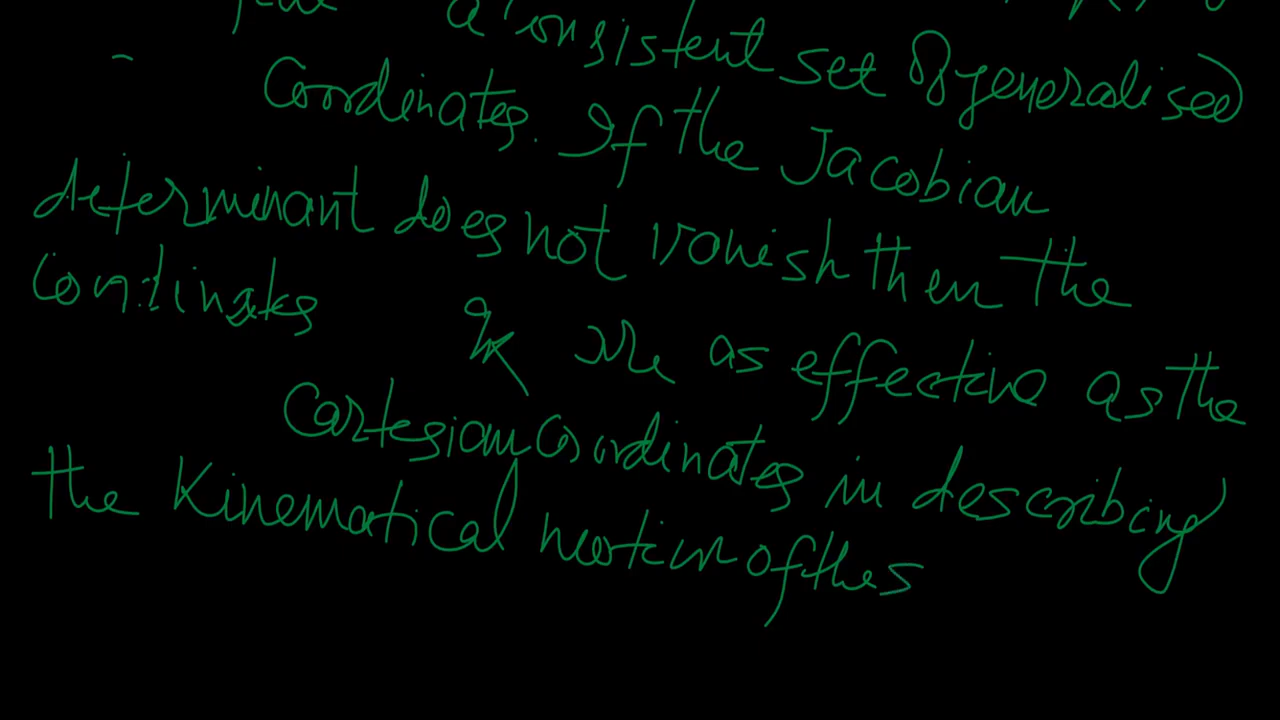 a consistent set of generalised
Coordinates. If the Jacobian
determinant does not vanish then the
Coordinates q_k are as effective as the
Cartesian Coordinates in describing
the Kinematical motion of the s